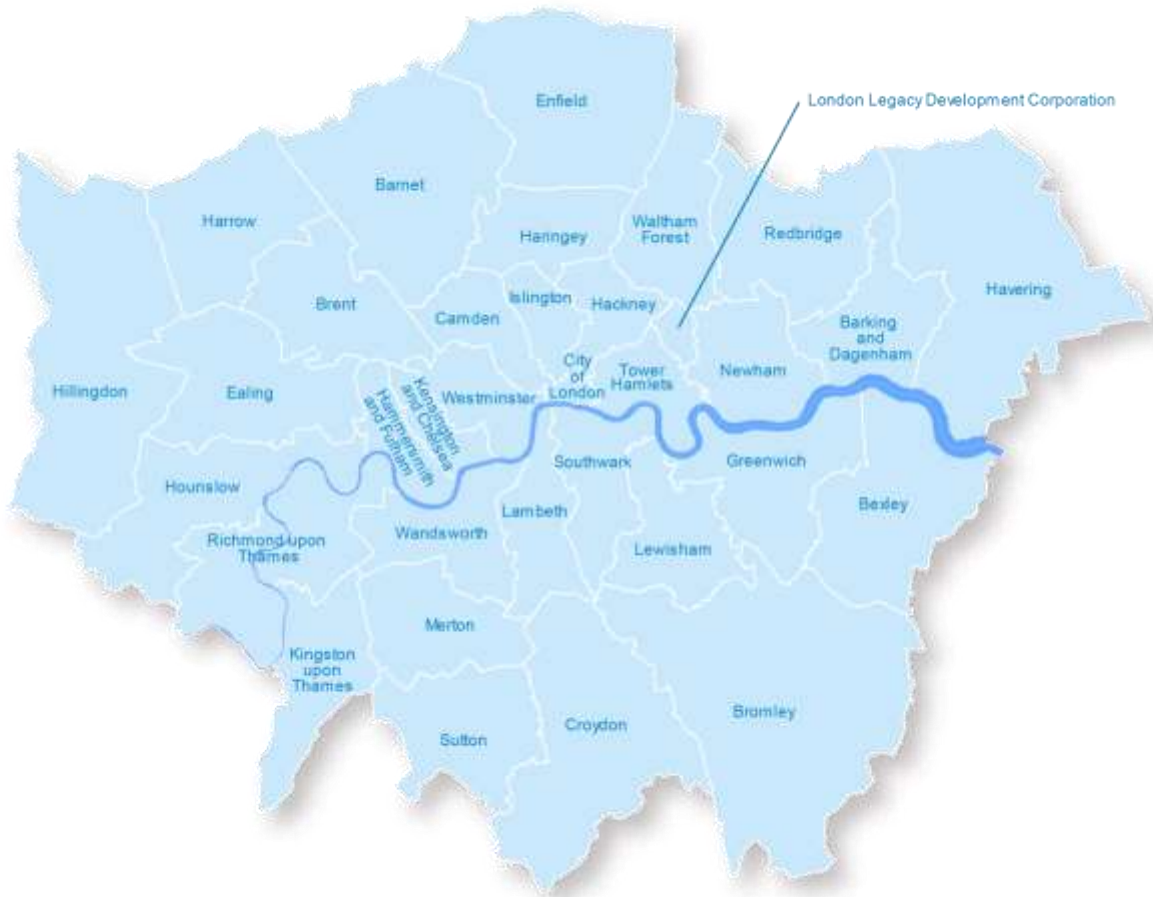 Enfield
London Legacy Development Corporation
Barnet
Harrow
Waltham
Forest
Haringey
Redbridge
Havering
Islington
Hackney
Brent
Camden
Barking
and
Dagenham
City
of
London
Tower
Hamlets
Newham
Hillingdon
Ealing
Kensington
and Chelsea
Hammersmith
and Fulham
Westminster
Southwark
Greenwich
Hounslow
Bexley
Lambeth
Wandsworth
Richmond upon
Thames
Lewisham
Merton
Kingston
upon
Thames
Bromley
Croydon
Sutton